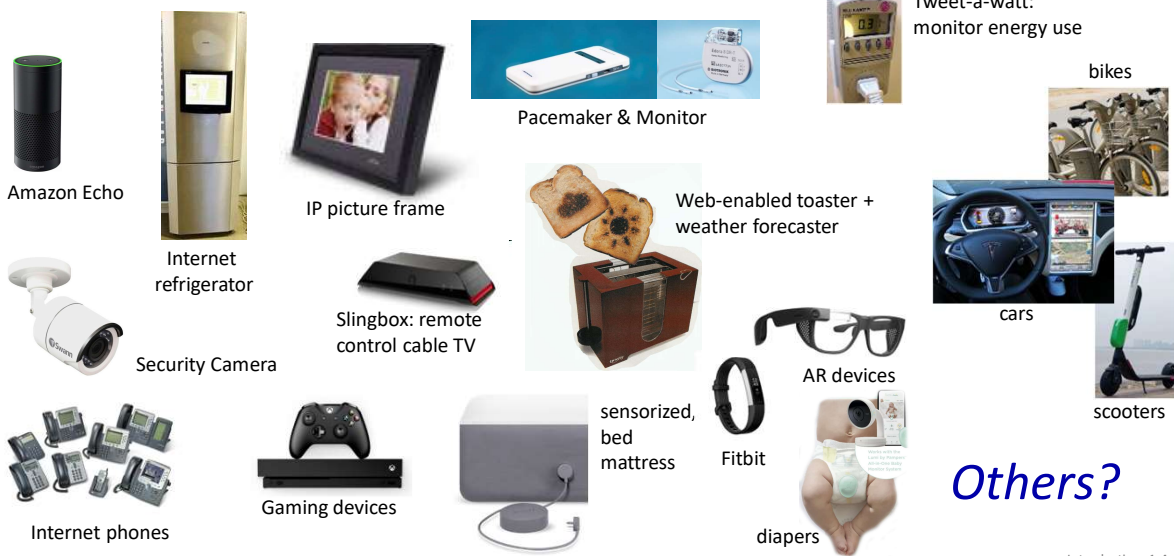 Tweet-a-watt:
monitor energy use
bikes
Pacemaker & Monitor
Amazon Echo
IP picture frame
Web-enabled toaster +
weather forecaster
Internet
refrigerator
Slingbox: remote
control cable TV
cars
Swann
Security Camera
AR devices
scooters
sensorized,
bed
mattress
Fitbit
Others?
Gaming devices
Internet phones
diapers